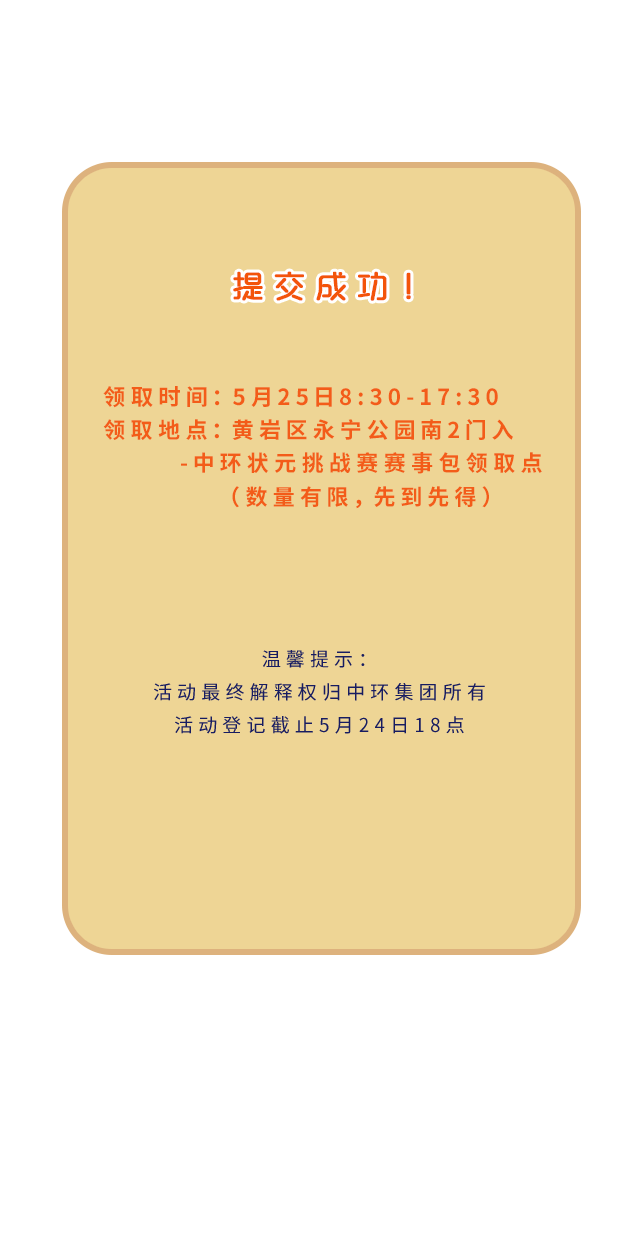 提交成功！
领取时间：5月25日8:30-17:30
领取地点：黄岩区永宁公园南2门入
-中环状元挑战赛赛事包领取点
（数量有限，先到先得）
温馨提示：
活动最终解释权归中环集团所有
活动登记截止5月24日18点